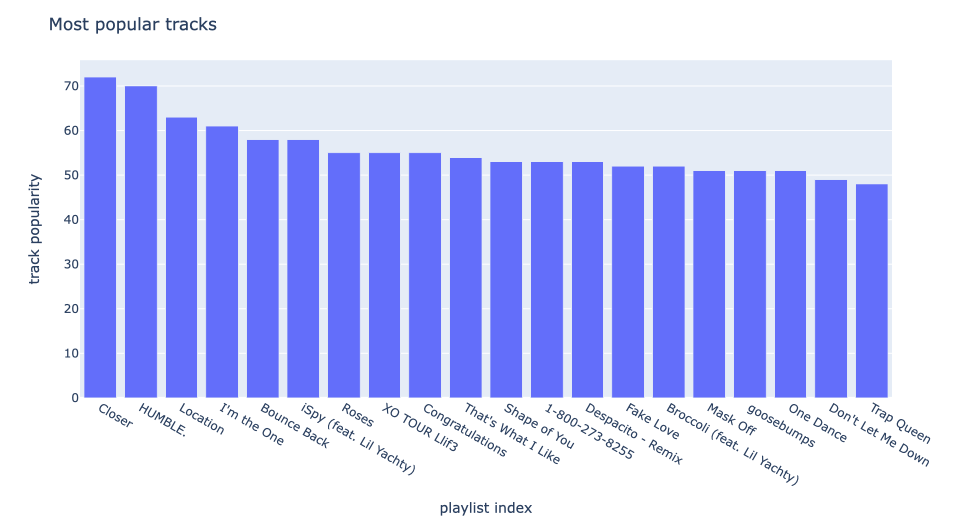 Most popular tracks
track popularity
70
60
50
40
30
20
10
0
Closer
HUMBLE.
Location
I'm the One
Bounce Back
iSpy (feat. Lil Yachty)
Roses
XO TOUR Llif3
Congratulations
That's What I Like
Shape of You
1-800-273-8255
Despacito - Remix
Fake Love
Broccoli (feat. Lil Yachty)
Mask Off
goosebumps
One Dance
Don't Let Me Down
Trap Queen
playlist index